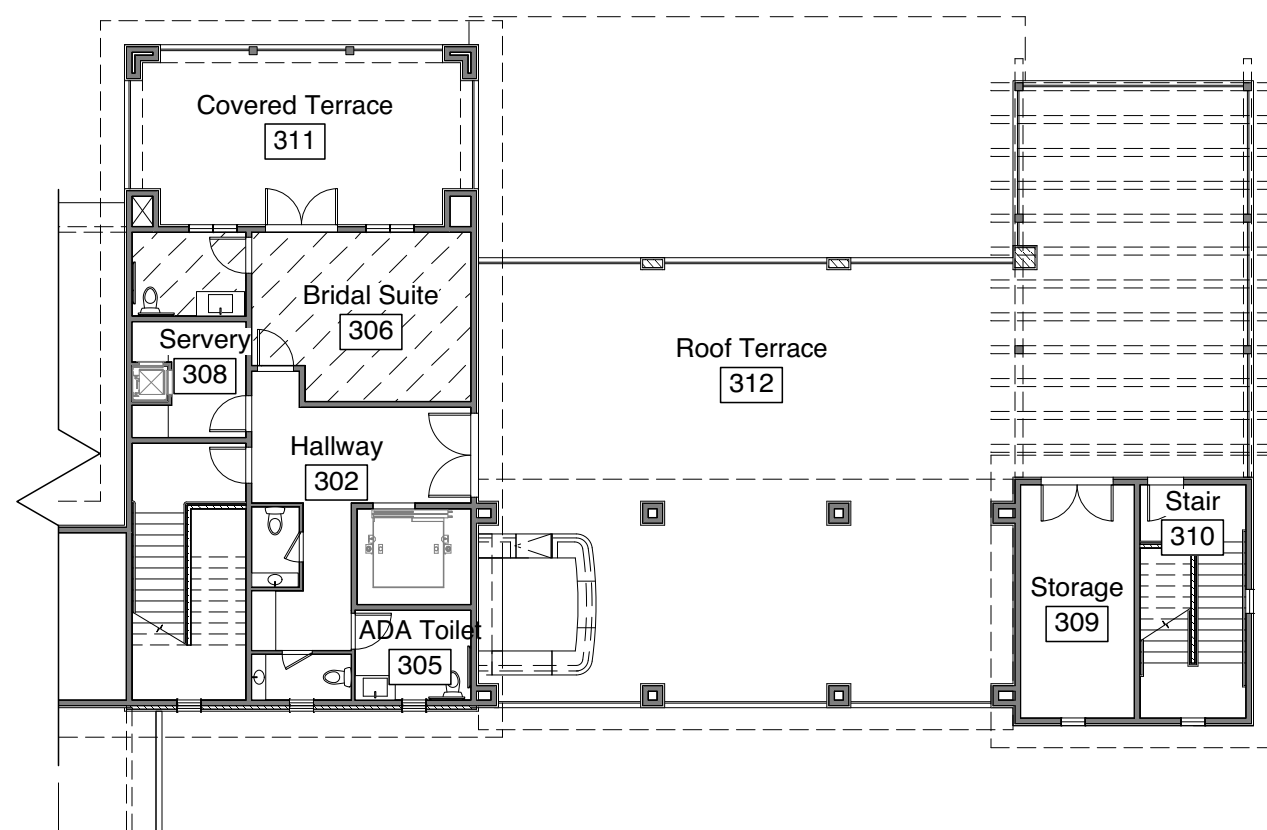 Covered Terrace
311
Bridal Suite
306
Servery
308
Roof Terrace
312
Hallway
302
Stair
310
Storage
309
ADA Toilet
305